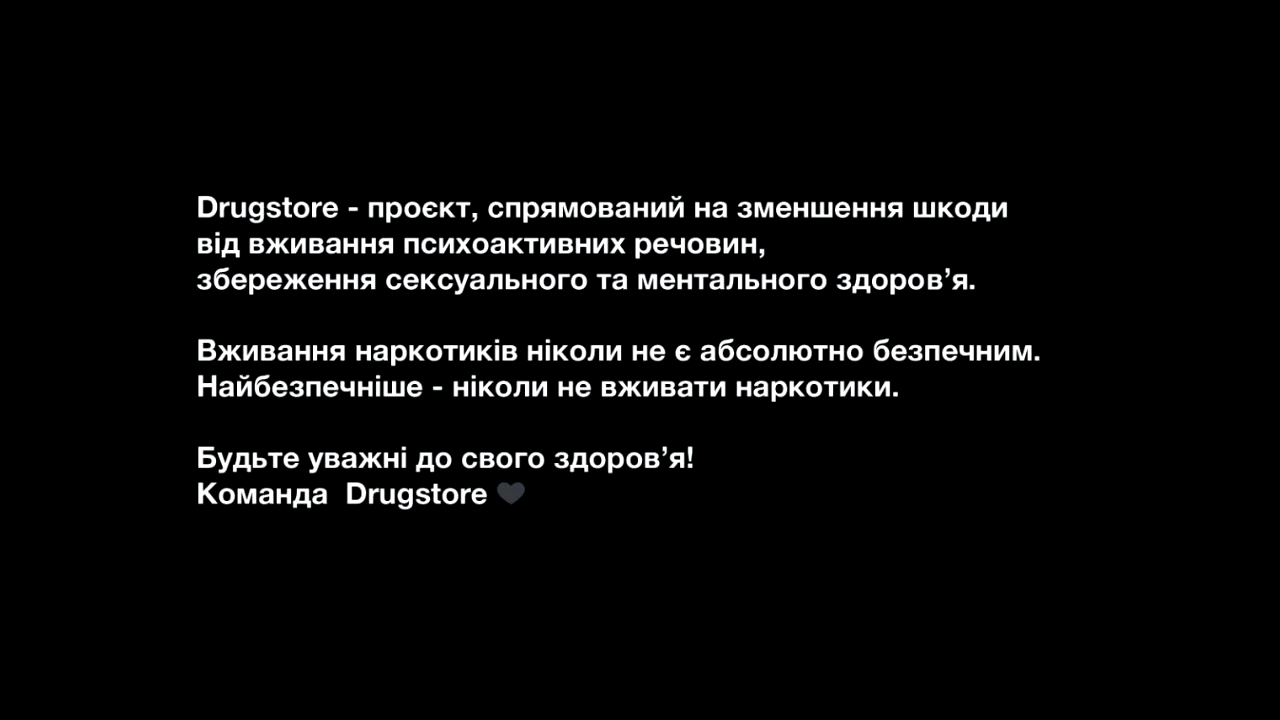 Drugstore - проєкт, спрямований на зменшення шкоди
від вживання психоактивних речовин,
збереження сексуального та ментального здоров’я.
Вживання наркотиків ніколи не є абсолютно безпечним.
Найбезпечніше - ніколи не вживати наркотики.
Будьте уважні до свого здоров’я!
Команда  Drugstore 🖤